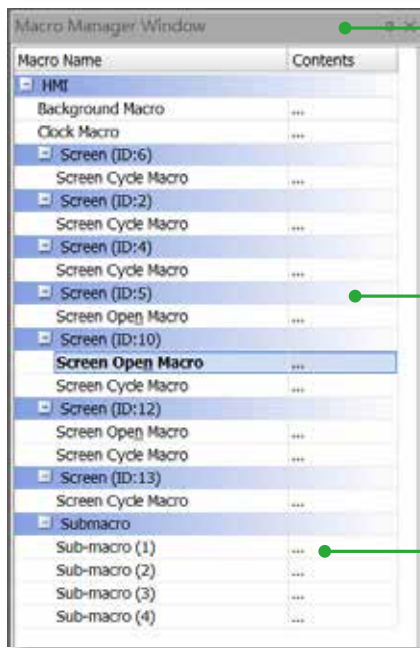 Macro Manager Window
Macro Name Contents
HMI
Background Macro ...
Clock Macro ...
Screen (ID:6)
Screen Cycle Macro ...
Screen (ID:2)
Screen Cycle Macro ...
Screen (ID:4)
Screen Cycle Macro ...
Screen (ID:5)
Screen Open Macro ...
Screen (ID:10)
Screen Open Macro ...
Screen Cycle Macro ...
Screen (ID:12)
Screen Open Macro ...
Screen Cycle Macro ...
Screen (ID:13)
Screen Cycle Macro ...
Submacro
Sub-macro (1) ...
Sub-macro (2) ...
Sub-macro (3) ...
Sub-macro (4) ...